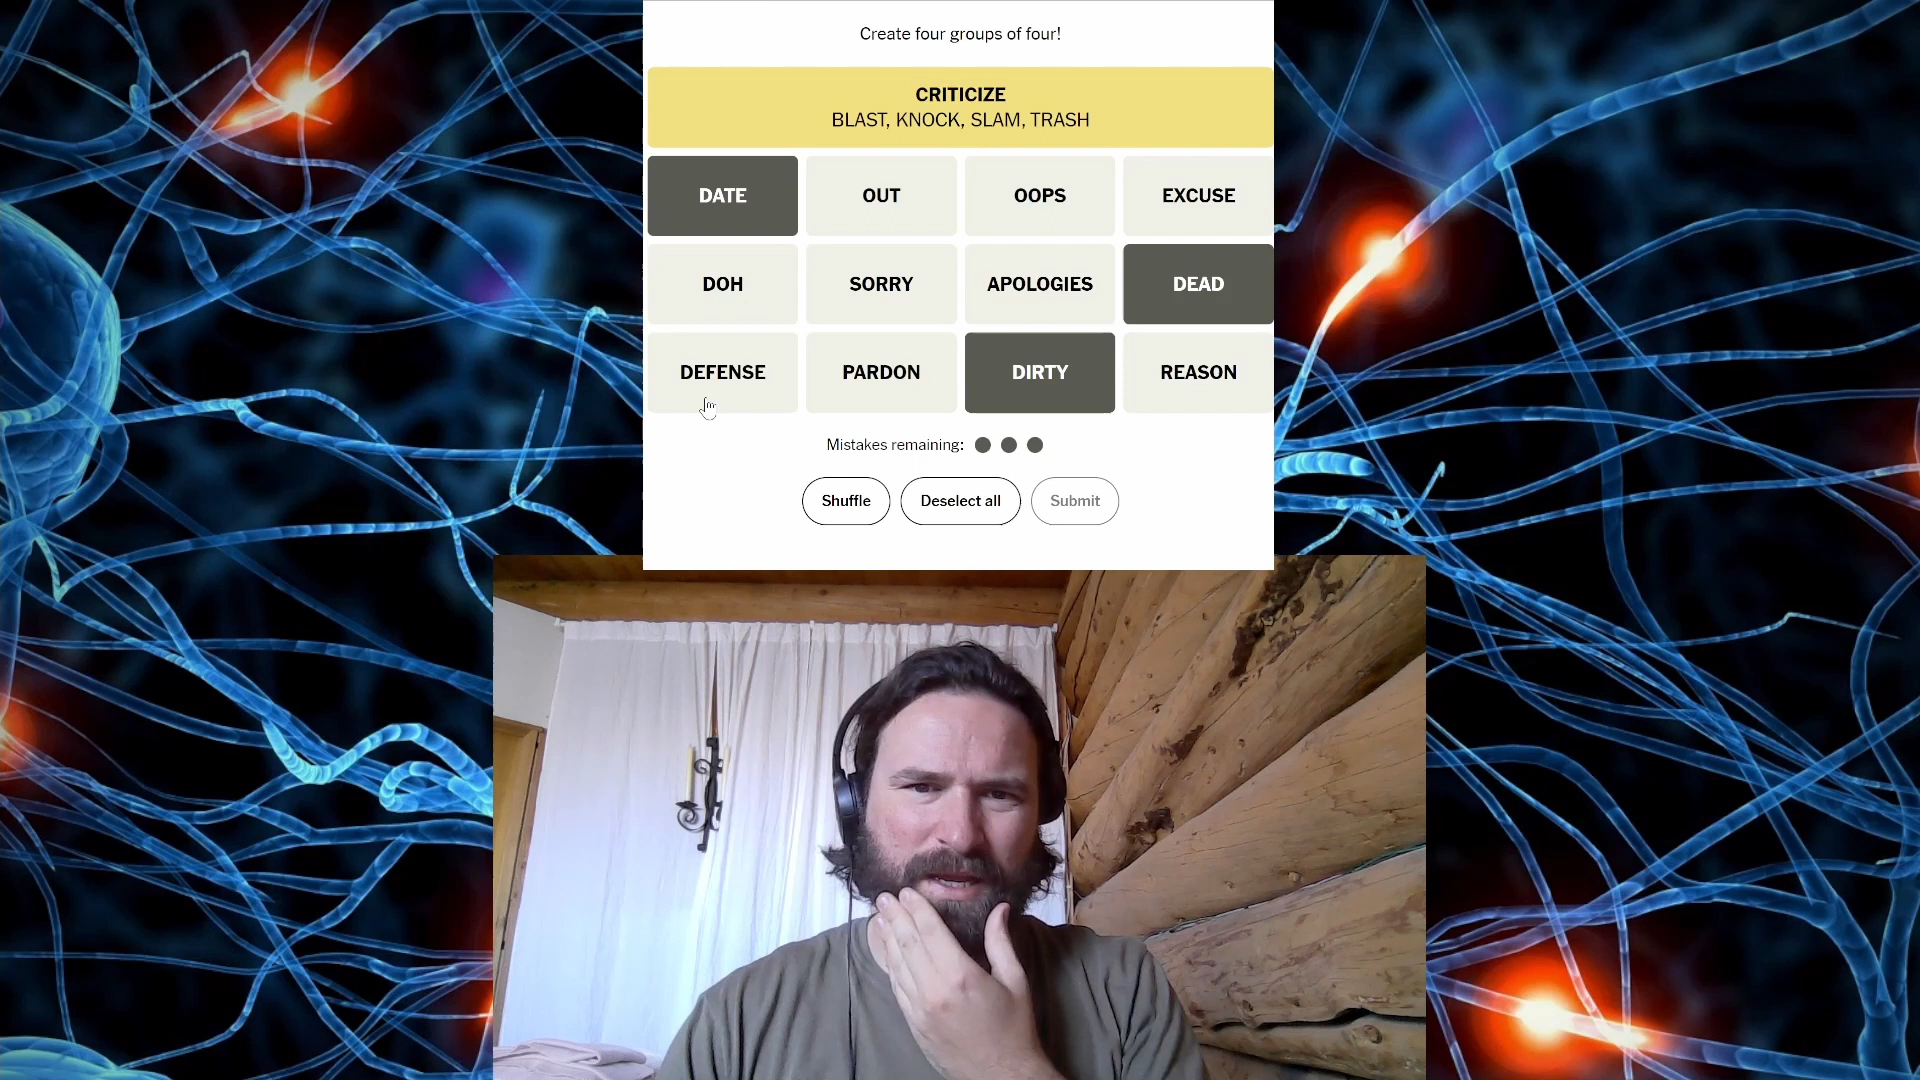 Create four groups of four!
CRITICIZE
BLAST, KNOCK, SLAM, TRASH
DATE OUT OOPS EXCUSE
DOH SORRY APOLOGIES DEAD
DEFENSE PARDON DIRTY REASON
Mistakes remaining:
Shuffle Deselect all Submit